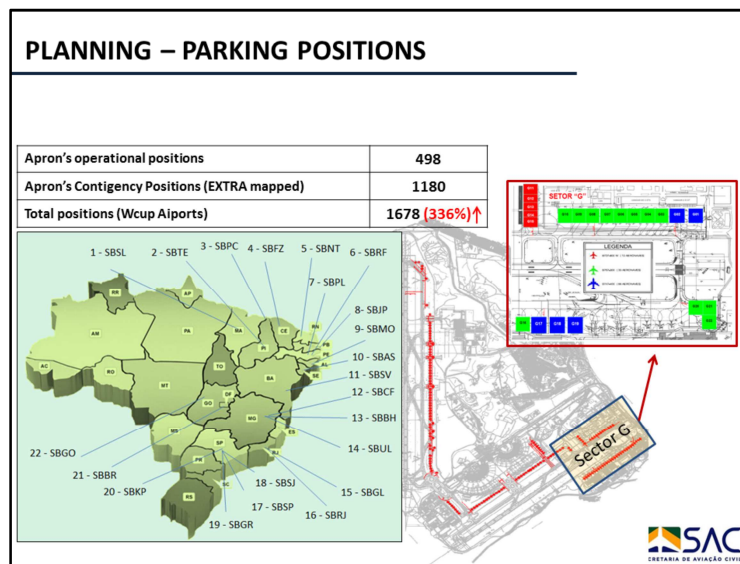 PLANNING – PARKING POSITIONS
Apron's operational positions 498
Apron's Contigency Positions (EXTRA mapped) 1180
Total positions (Wcup Aiports) 1678 (336%)↑
1 - SBSL
2 - SBTE
3 - SBPC
4 - SBFZ
5 - SBNT
6 - SBRF
7 - SBPL
8 - SBJP
9 - SBMO
10 - SBAS
11 - SBSV
12 - SBCF
13 - SBBH
14 - SBUL
15 - SBGL
16 - SBRJ
17 - SBSP
18 - SBSJ
19 - SBGR
20 - SBKP
21 - SBBR
22 - SBGO
RR
AP
AM
PA
MA
CE
RN
PB
PE
AL
SE
PI
AC
RO
TO
BA
MT
DF
GO
MG
ES
MS
SP
RJ
PR
SC
RS
SETOR "G"
LEGENDA
G17
G18
G19
Sector G
SAC
SECRETARIA DE AVIAÇÃO CIVIL